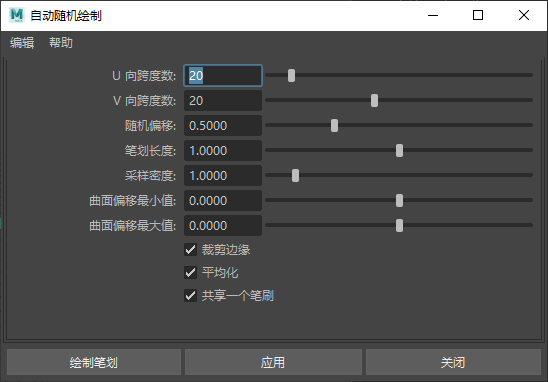 自动随机绘制
编辑 帮助
U 向跨度数: 20
V 向跨度数: 20
随机偏移: 0.5000
笔划长度: 1.0000
采样密度: 1.0000
曲面偏移最小值: 0.0000
曲面偏移最大值: 0.0000
裁剪边缘
平均化
共享一个笔刷
绘制笔划 应用 关闭